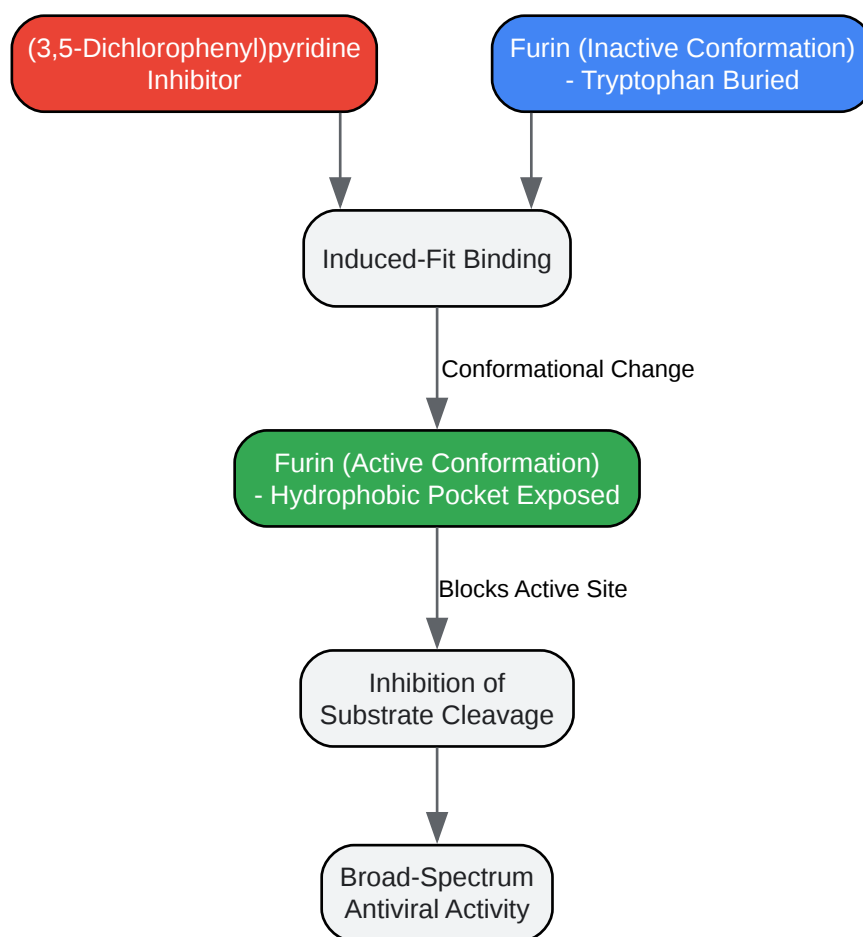 (3,5-Dichlorophenyl)pyridine
Inhibitor
Furin (Inactive Conformation)
- Tryptophan Buried
Induced-Fit Binding
Conformational Change
Furin (Active Conformation)
- Hydrophobic Pocket Exposed
Blocks Active Site
Inhibition of
Substrate Cleavage
Broad-Spectrum
Antiviral Activity